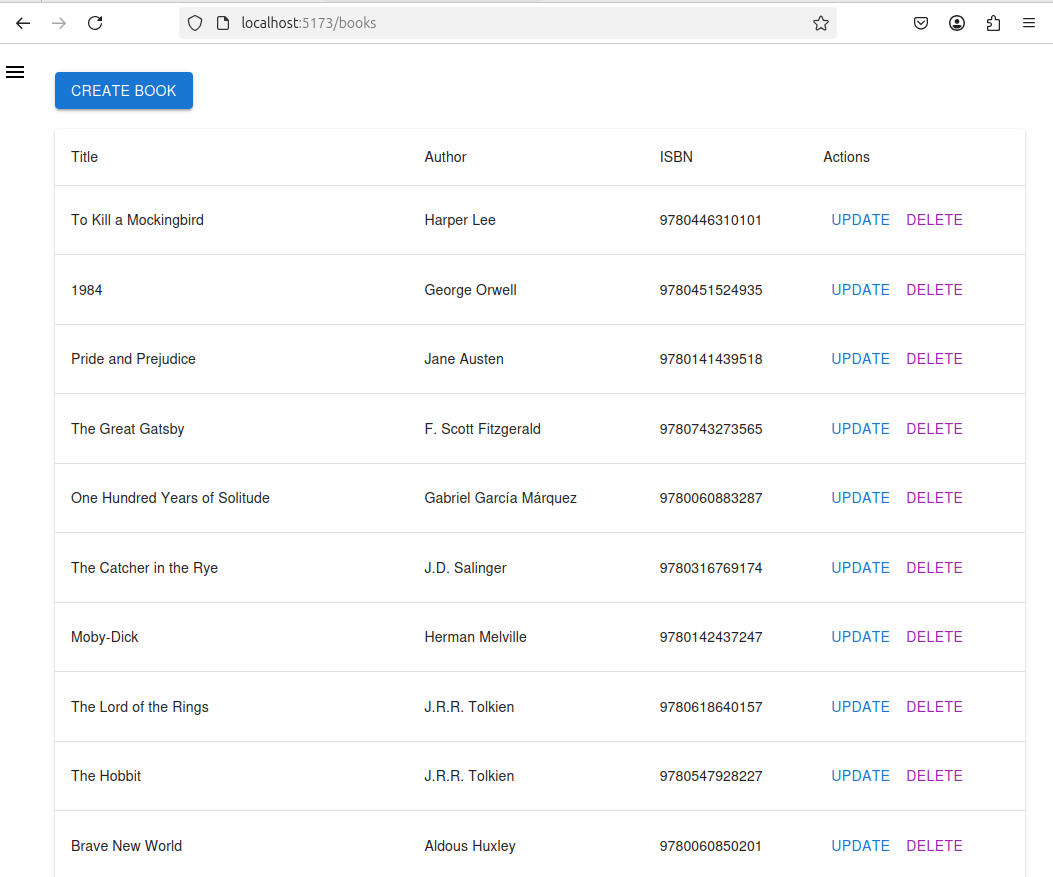 localhost:5173/books
CREATE BOOK
Title Author ISBN Actions
To Kill a Mockingbird Harper Lee 9780446310101 UPDATE DELETE
1984 George Orwell 9780451524935 UPDATE DELETE
Pride and Prejudice Jane Austen 9780141439518 UPDATE DELETE
The Great Gatsby F. Scott Fitzgerald 9780743273565 UPDATE DELETE
One Hundred Years of Solitude Gabriel García Márquez 9780060883287 UPDATE DELETE
The Catcher in the Rye J.D. Salinger 9780316769174 UPDATE DELETE
Moby-Dick Herman Melville 9780142437247 UPDATE DELETE
The Lord of the Rings J.R.R. Tolkien 9780618640157 UPDATE DELETE
The Hobbit J.R.R. Tolkien 9780547928227 UPDATE DELETE
Brave New World Aldous Huxley 9780060850201 UPDATE DELETE